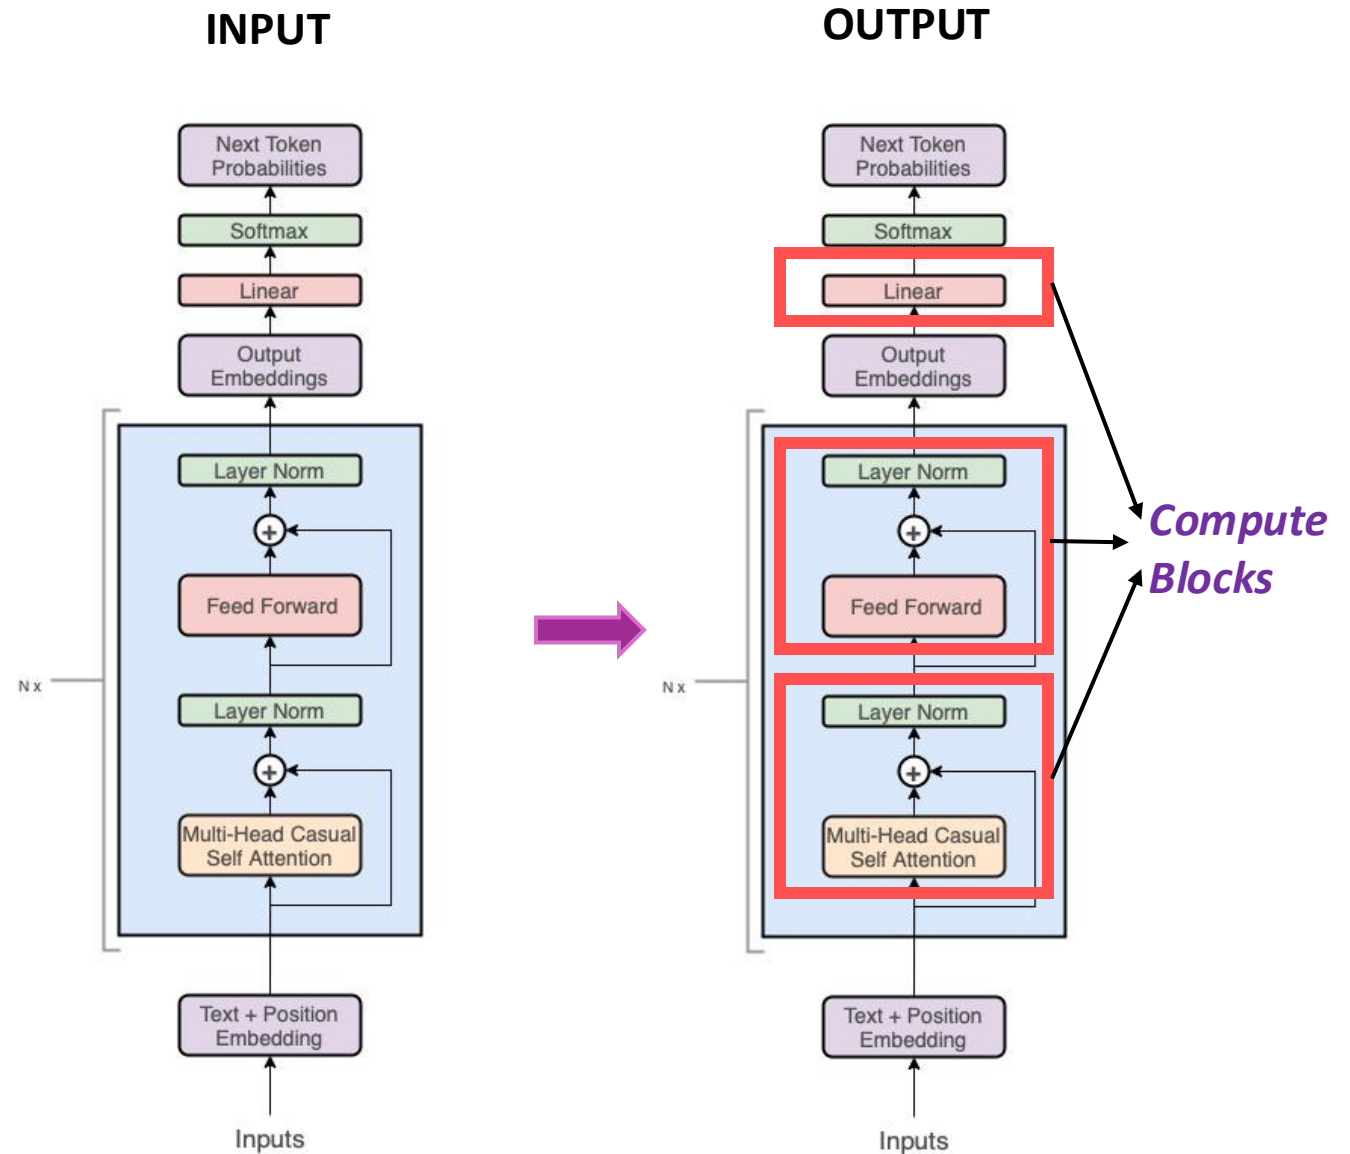 INPUT
Next Token
Probabilities
Softmax
Linear
Output
Embeddings
Layer Norm
+
Feed Forward
Layer Norm
+
Multi-Head Casual
Self Attention
N x
Text + Position
Embedding
Inputs
OUTPUT
Next Token
Probabilities
Softmax
Linear
Output
Embeddings
Layer Norm
+
Feed Forward
Layer Norm
+
Multi-Head Casual
Self Attention
N x
Text + Position
Embedding
Inputs
Compute
Blocks